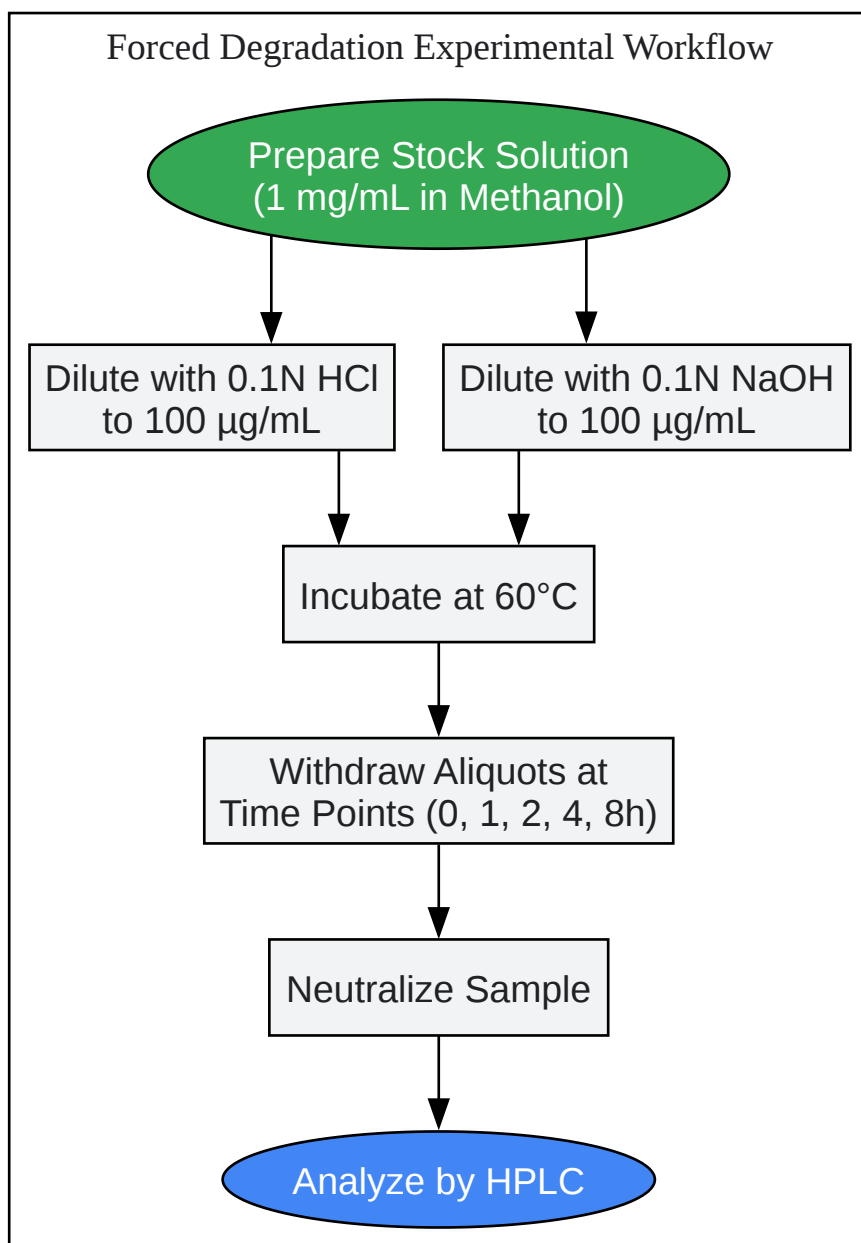 Forced Degradation Experimental Workflow
Prepare Stock Solution
(1 mg/mL in Methanol)
Dilute with 0.1N HCl
to 100 µg/mL
Dilute with 0.1N NaOH
to 100 µg/mL
Incubate at 60°C
Withdraw Aliquots at
Time Points (0, 1, 2, 4, 8h)
Neutralize Sample
Analyze by HPLC